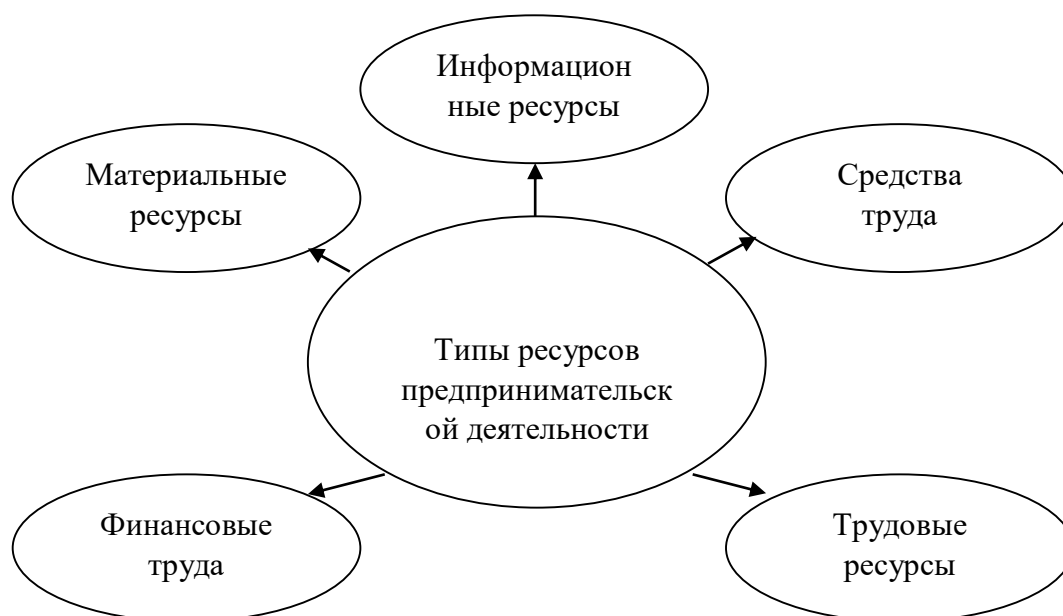 Информацион
ные ресурсы
Материальные
ресурсы
Средства
труда
Типы ресурсов
предпринимательск
ой деятельности
Финансовые
труда
Трудовые
ресурсы